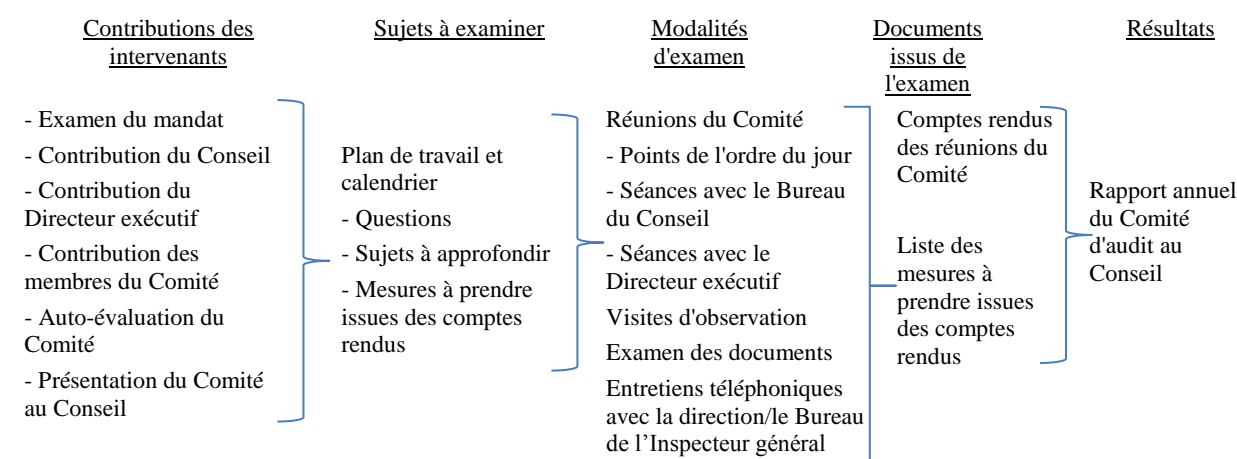 Contributions des
intervenants
- Examen du mandat
- Contribution du Conseil
- Contribution du
Directeur exécutif
- Contribution des
membres du Comité
- Auto-évaluation du
Comité
- Présentation du Comité
au Conseil
Sujets à examiner
Plan de travail et
calendrier
- Questions
- Sujets à approfondir
- Mesures à prendre
issues des comptes
rendus
Modalités
d'examen
Réunions du Comité
- Points de l'ordre du jour
- Séances avec le Bureau
du Conseil
- Séances avec le
Directeur exécutif
Visites d'observation
Examen des documents
Entretiens téléphoniques
avec la direction/le Bureau
de l’Inspecteur général
Documents
issus de
l'examen
Comptes rendus
des réunions du
Comité
Liste des
mesures à
prendre issues
des comptes
rendus
Résultats
Rapport annuel
du Comité
d'audit au
Conseil